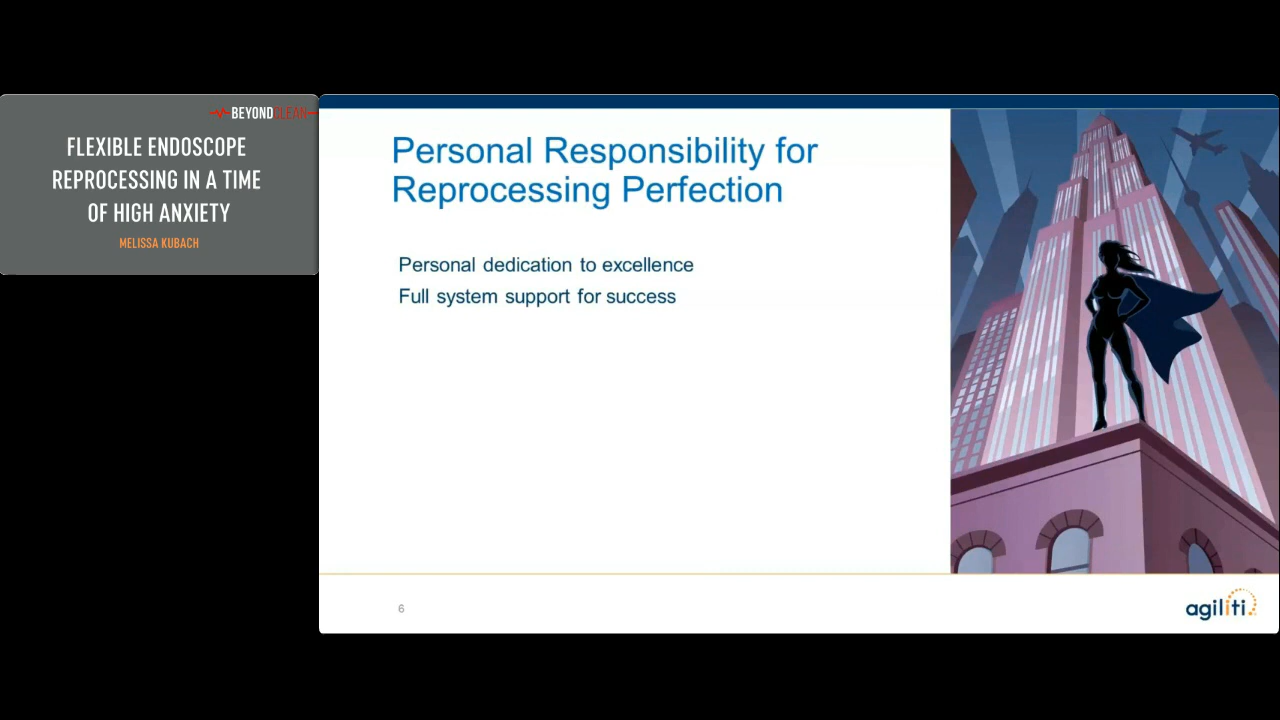 BEYONDCLEAN
FLEXIBLE ENDOSCOPE
REPROCESSING IN A TIME
OF HIGH ANXIETY
MELISSA KUBACH
Personal Responsibility for
Reprocessing Perfection
Personal dedication to excellence
Full system support for success
6
agiliti